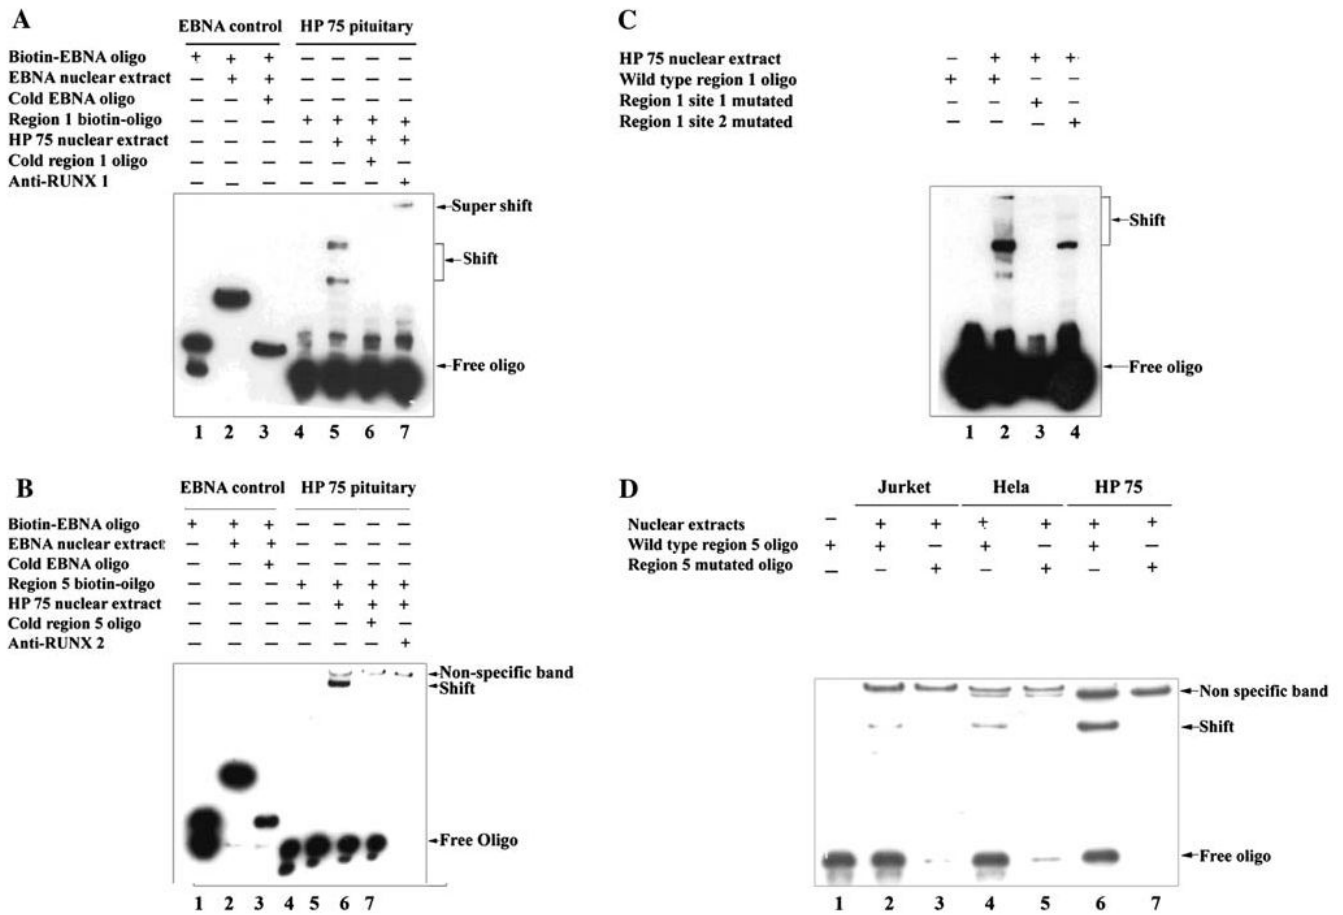 A
EBNA control HP 75 pituitary
Biotin-EBNA oligo + + + – – – –
EBNA nuclear extract – + + – – – –
Cold EBNA oligo – – + – – – –
Region 1 biotin-oligo – – – + + + +
HP 75 nuclear extract – – – – + + +
Cold region 1 oligo – – – – – + –
Anti-RUNX 1 – – – – – – +
Super shift
Shift
Free oligo
1 2 3 4 5 6 7
C
HP 75 nuclear extract – + + +
Wild type region 1 oligo + + – –
Region 1 site 1 mutated – – + –
Region 1 site 2 mutated – – – +
Shift
Free oligo
1 2 3 4
B
EBNA control HP 75 pituitary
Biotin-EBNA oligo + + + – – – –
EBNA nuclear extract – + + – – – –
Cold EBNA oligo – – + – – – –
Region 5 biotin-oilgo – – – + + + +
HP 75 nuclear extract – – – – + + +
Cold region 5 oligo – – – – – + –
Anti-RUNX 2 – – – – – – +
Non-specific band
Shift
Free Oligo
1 2 3 4 5 6 7
D
Jurket Hela HP 75
Nuclear extracts – + + + + + +
Wild type region 5 oligo + + – + – + –
Region 5 mutated oligo – – + – + – +
Non specific band
Shift
Free oligo
1 2 3 4 5 6 7